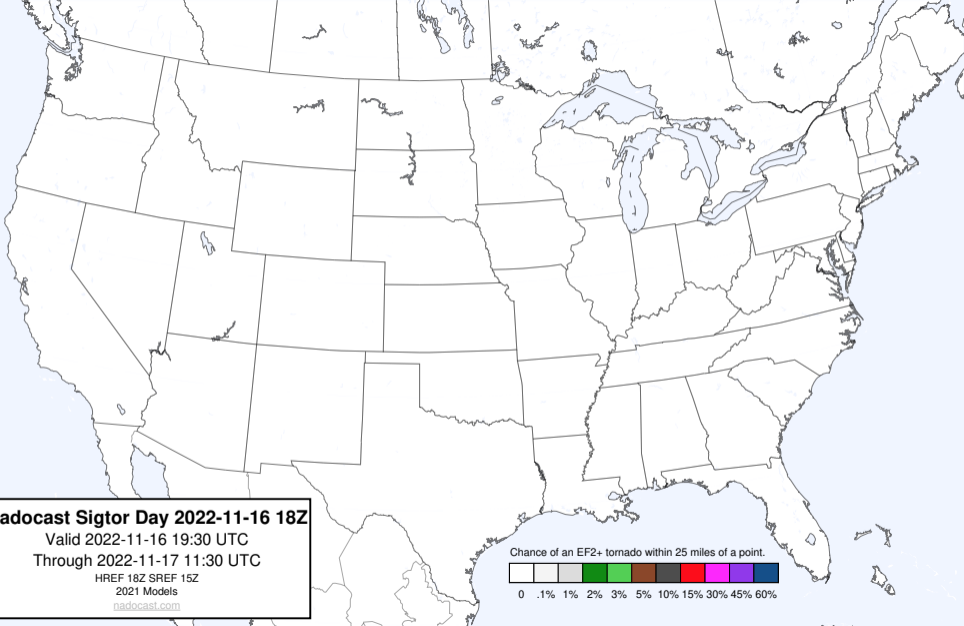 adocast Sigtor Day 2022-11-16 18Z
Valid 2022-11-16 19:30 UTC
Through 2022-11-17 11:30 UTC
HREF 18Z SREF 15Z
2021 Models
nadocast.com
Chance of an EF2+ tornado within 25 miles of a point.
0 .1% 1% 2% 3% 5% 10% 15% 30% 45% 60%